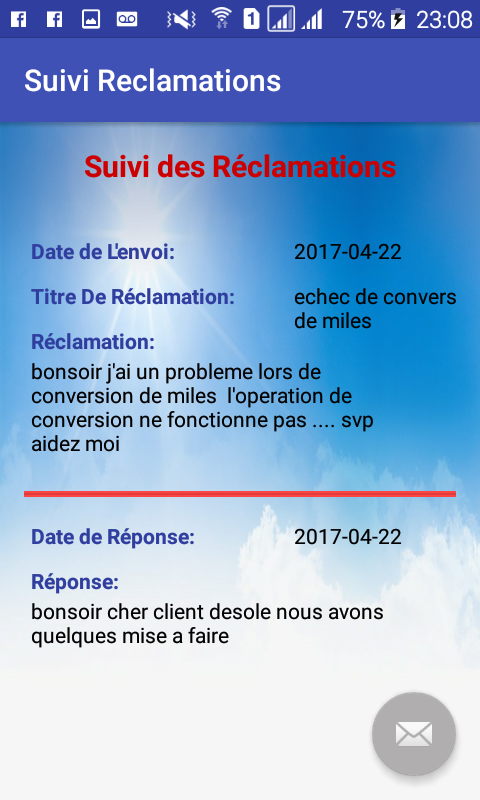 1 75% 23:08
Suivi Reclamations
Suivi des Réclamations
Date de L'envoi: 2017-04-22
Titre De Réclamation: echec de convers
de miles
Réclamation:
bonsoir j'ai un probleme lors de
conversion de miles  l'operation de
conversion ne fonctionne pas .... svp
aidez moi
Date de Réponse: 2017-04-22
Réponse:
bonsoir cher client desole nous avons
quelques mise a faire